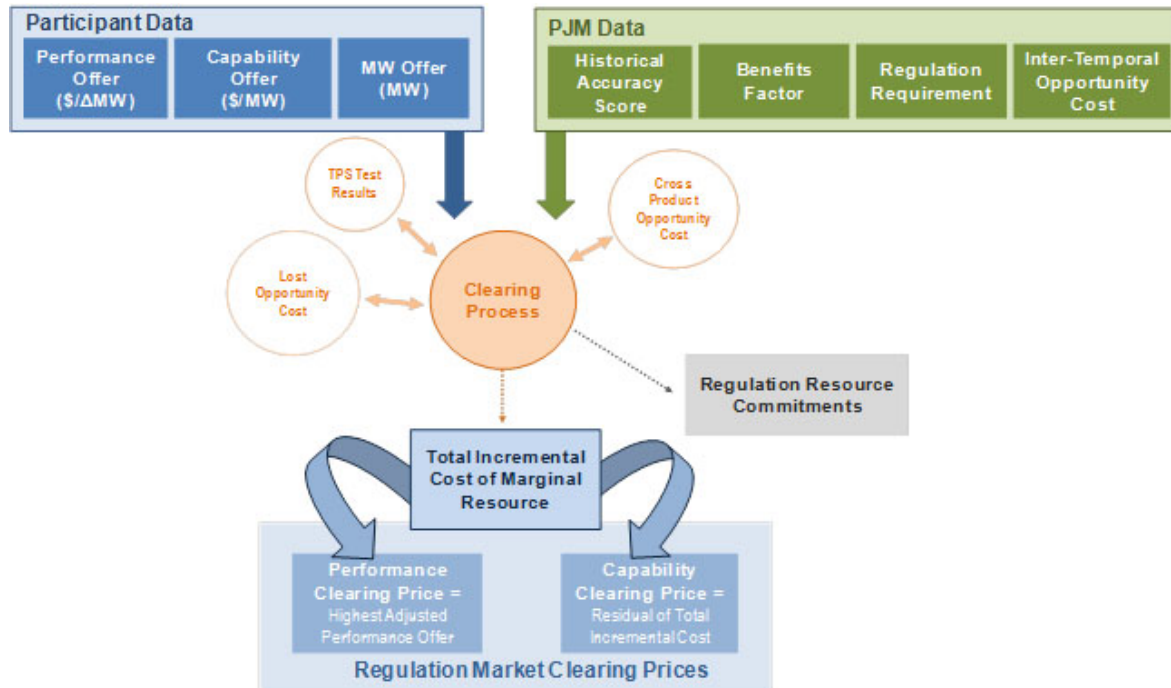 Participant Data
Performance
Offer
($/ΔMW)
Capability
Offer
($/MW)
MW Offer
(MW)
PJM Data
Historical
Accuracy
Score
Benefits
Factor
Regulation
Requirement
Inter-Temporal
Opportunity
Cost
TPS Test
Results
Cross
Product
Opportunity
Cost
Lost
Opportunity
Cost
Clearing
Process
Regulation Resource
Commitments
Total Incremental
Cost of Marginal
Resource
Performance
Clearing Price =
Highest Adjusted
Performance Offer
Capability
Clearing Price =
Residual of Total
Incremental Cost
Regulation Market Clearing Prices